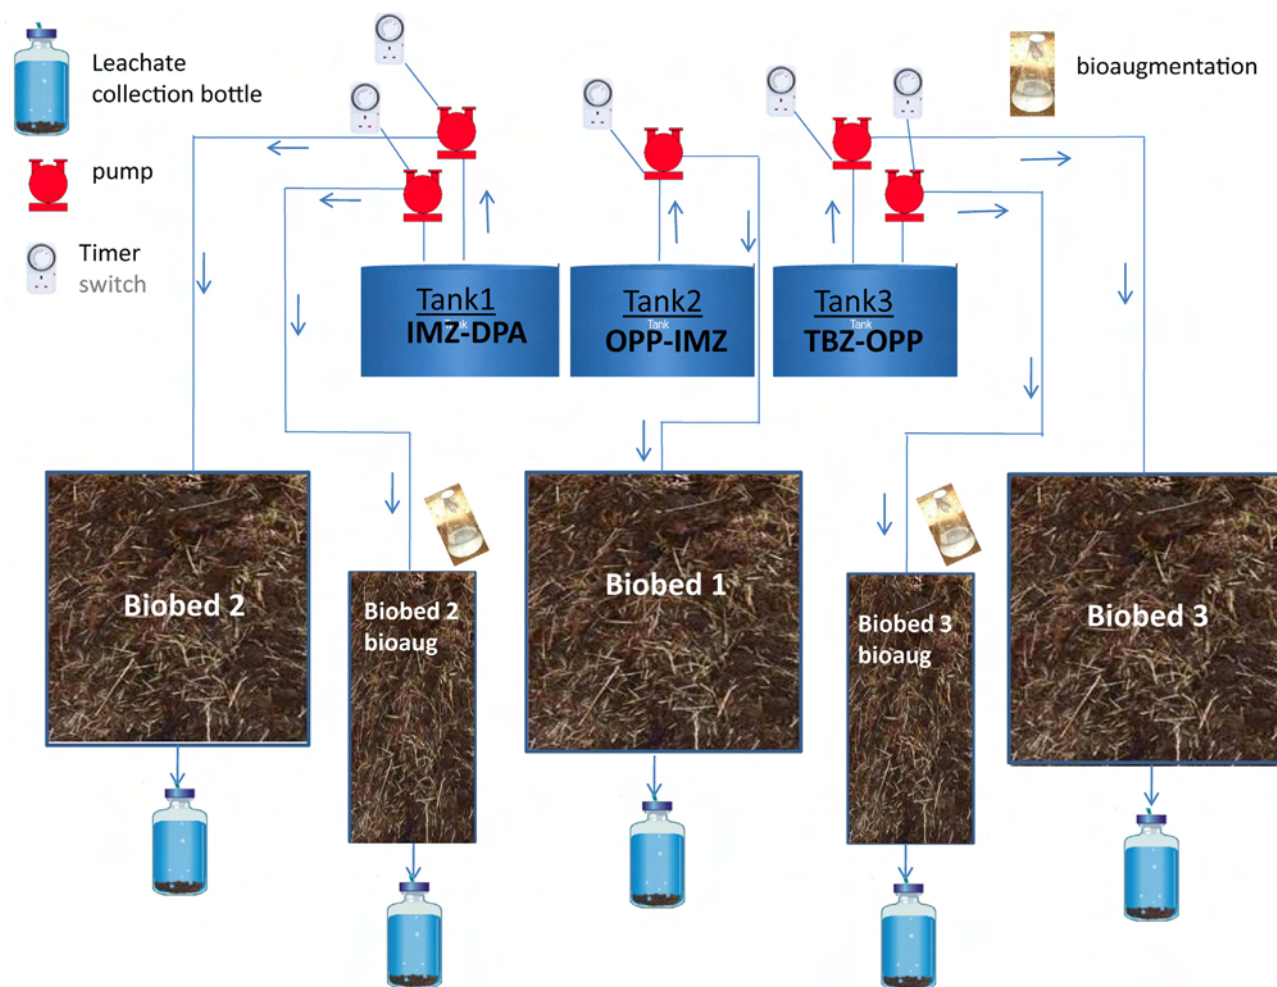 Leachate
collection bottle
bioaugmentation
pump
Timer
switch
Tank1
Tank
IMZ-DPA
Tank2
Tank
OPP-IMZ
Tank3
Tank
TBZ-OPP
Biobed 2
Biobed 2
bioaug
Biobed 1
Biobed 3
bioaug
Biobed 3